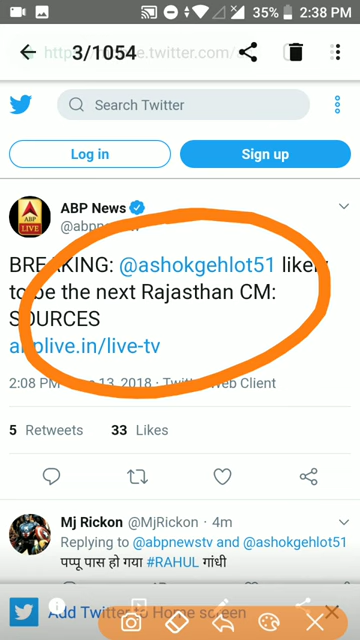 35% 2:38 PM
3/1054
Search Twitter
Log in
Sign up
ABP News
BREAKING: @ashokgehlot51 likely
to be the next Rajasthan CM:
SOURCES
abplive.in/live-tv
2:08 PM 13, 2018 · Twitter Web Client
5 Retweets 33 Likes
Mj Rickon @MjRickon · 4m
Replying to @abpnewstv and @ashokgehlot51
पप्पू पास हो गया #RAHUL गांधी
Add Twitter to Home screen